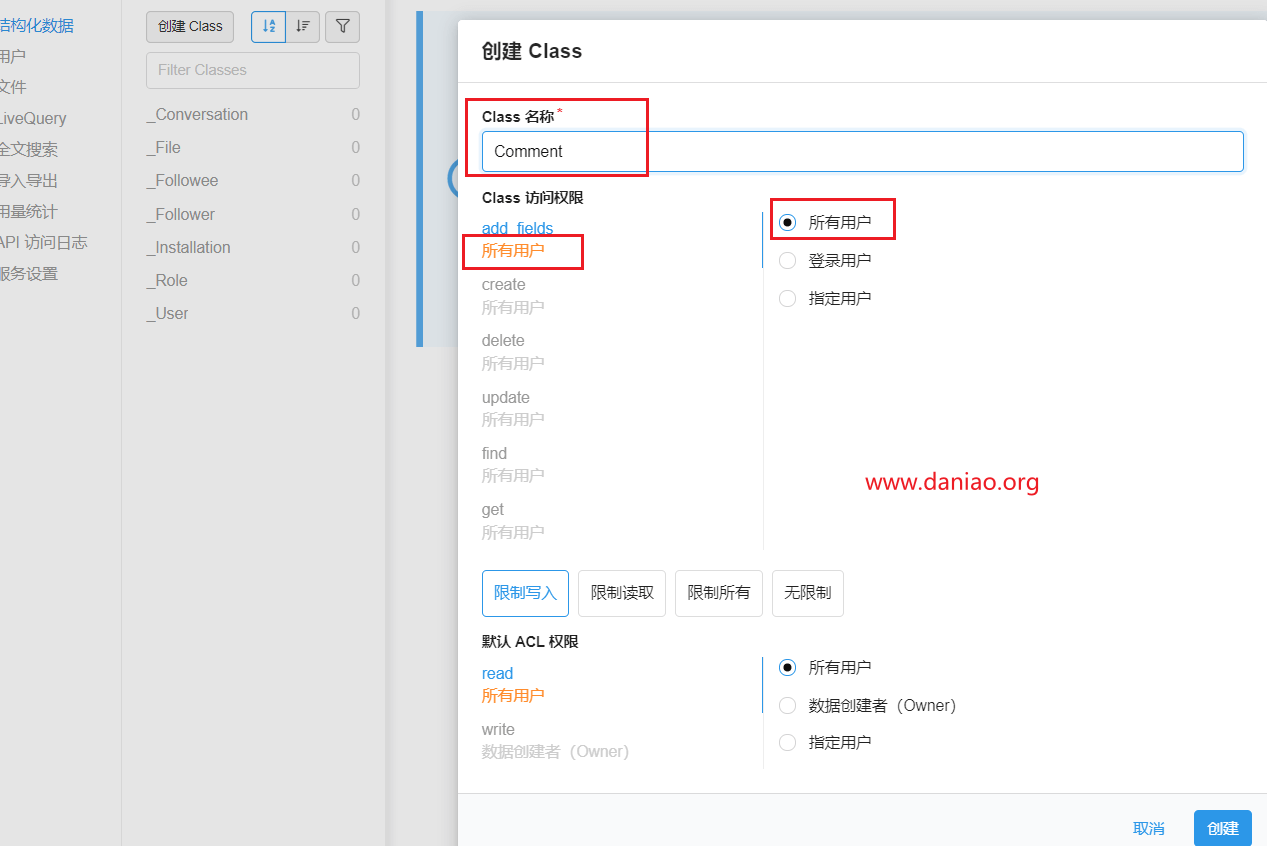 结构化数据
用户
文件
LiveQuery
全文搜索
导入导出
用量统计
API 访问日志
服务设置
创建 Class
Filter Classes
_Conversation 0
_File 0
_Followee 0
_Follower 0
_Installation 0
_Role 0
_User 0
创建 Class
Class 名称*
Comment
Class 访问权限
add_fields
所有用户
create
所有用户
delete
所有用户
update
所有用户
find
所有用户
get
所有用户
所有用户
登录用户
指定用户
www.daniao.org
限制写入 限制读取 限制所有 无限制
默认 ACL 权限
read
所有用户
write
数据创建者（Owner）
所有用户
数据创建者（Owner）
指定用户
取消 创建